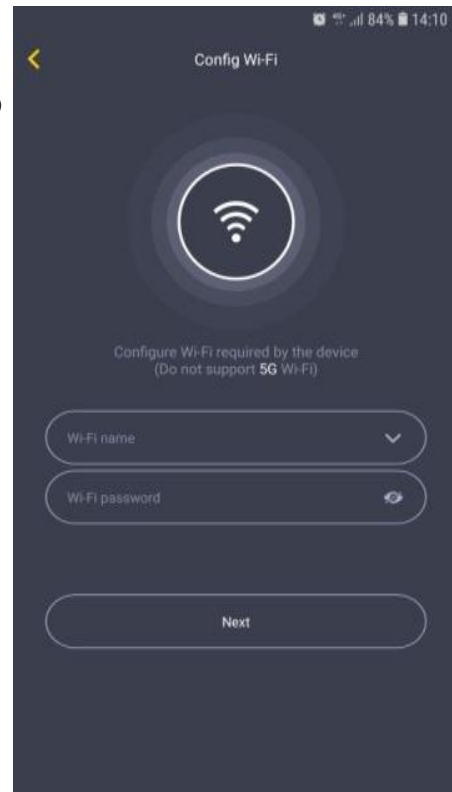 84% 14:10
Config Wi-Fi
Configure Wi-Fi required by the device
(Do not support 5G Wi-Fi)
Wi-Fi name
Wi-Fi password
Next